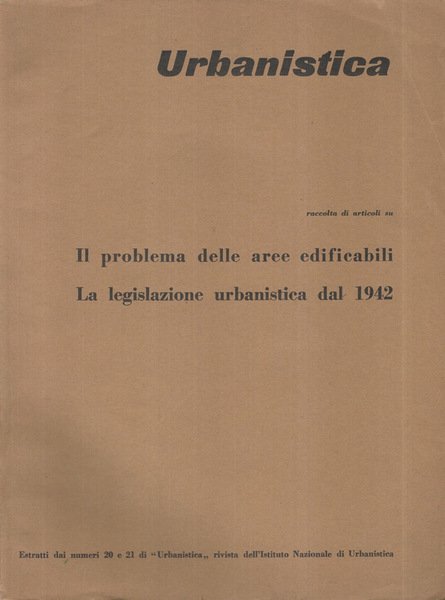 Urbanistica
raccolta di articoli su
Il problema delle aree edificabili
La legislazione urbanistica dal 1942
Estratti dai numeri 20 e 21 di “Urbanistica„ rivista dell'Istituto Nazionale di Urbanistica